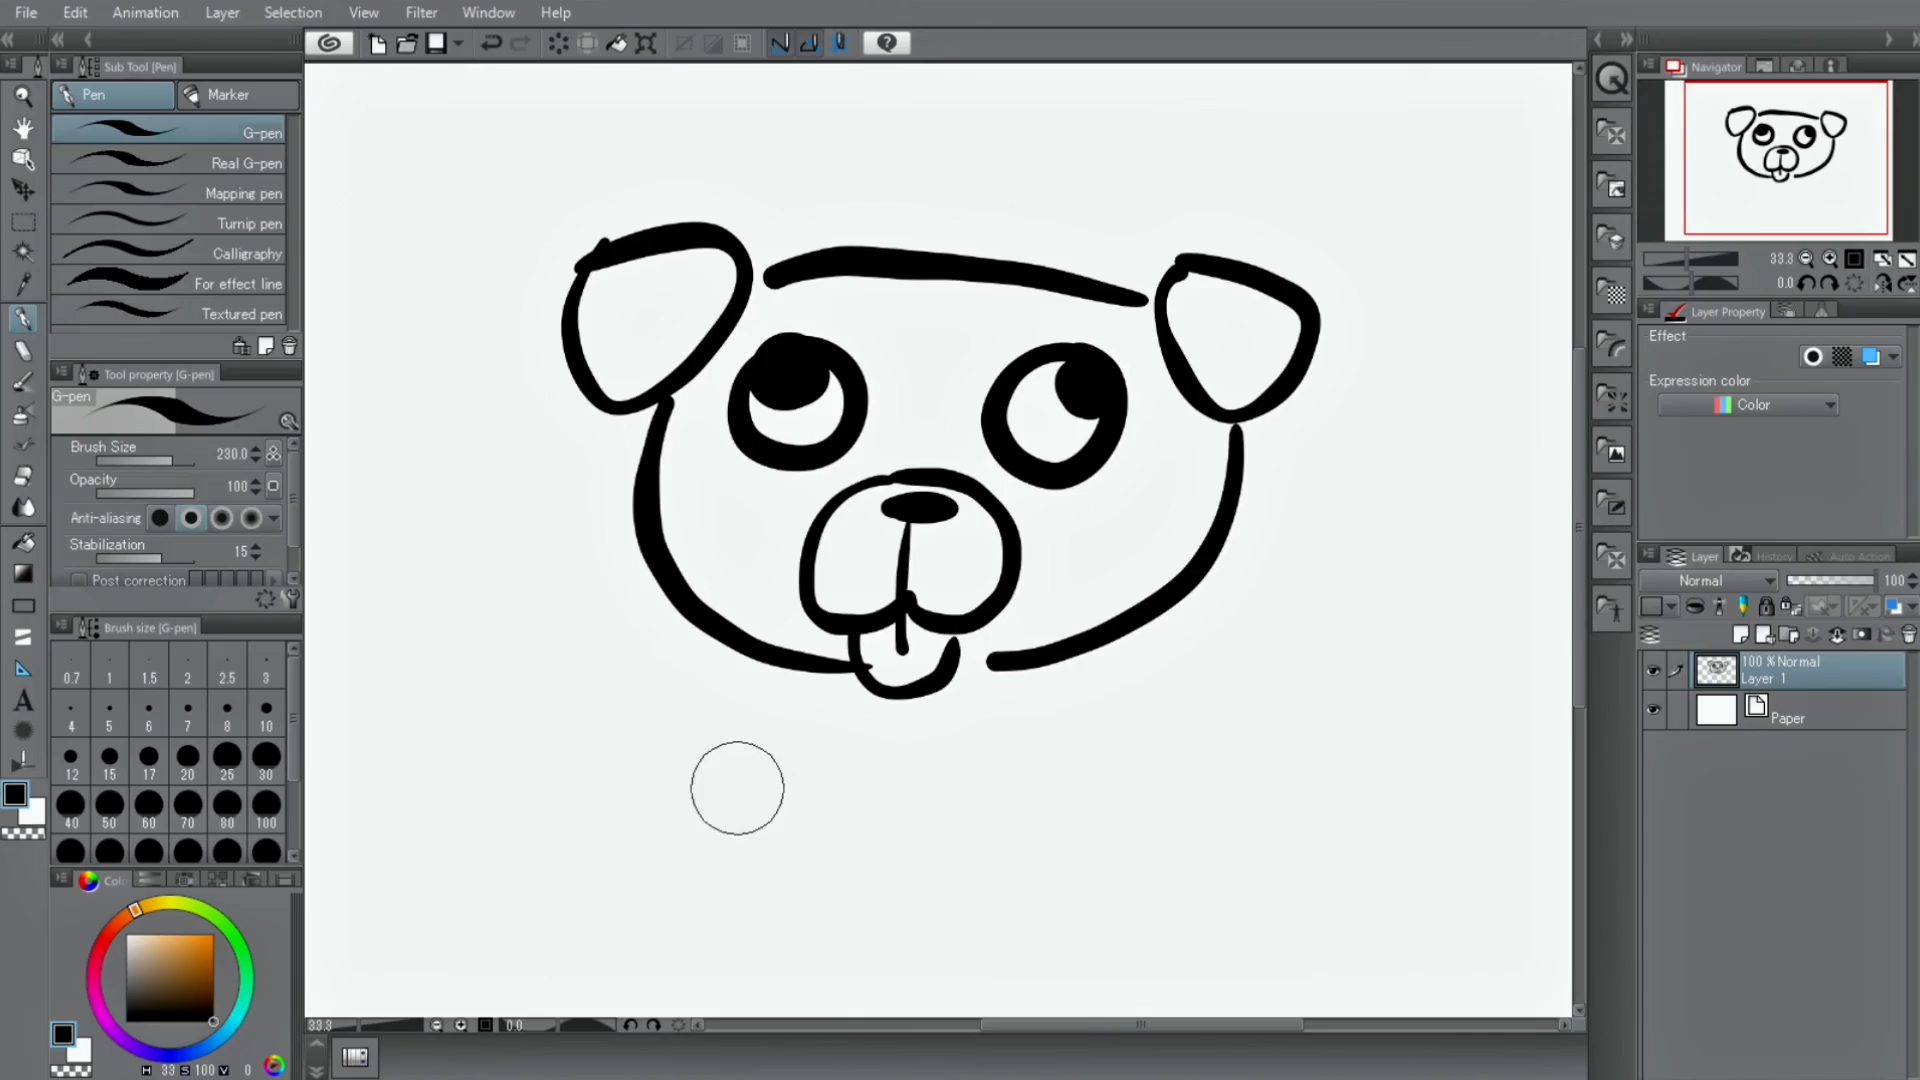 File Edit Animation Layer Selection View Filter Window Help
Sub Tool [Pen]
Pen Marker
G-pen
Real G-pen
Mapping pen
Turnip pen
Calligraphy
For effect line
Textured pen
Tool property [G-pen]
G-pen
Brush Size 230.0
Opacity 100
Anti-aliasing
Stabilization 15
Post correction
Brush size [G-pen]
0.7 1 1.5 2 2.5 3
4 5 6 7 8 10
12 15 17 20 25 30
40 50 60 70 80 100
Colo
H 33 S 100 V 0
33.3 0.0
Navigator
33.3
0.0
Layer Property
Effect
Expression color
Color
Layer History Auto Action
Normal 100
100 % Normal
Layer 1
Paper